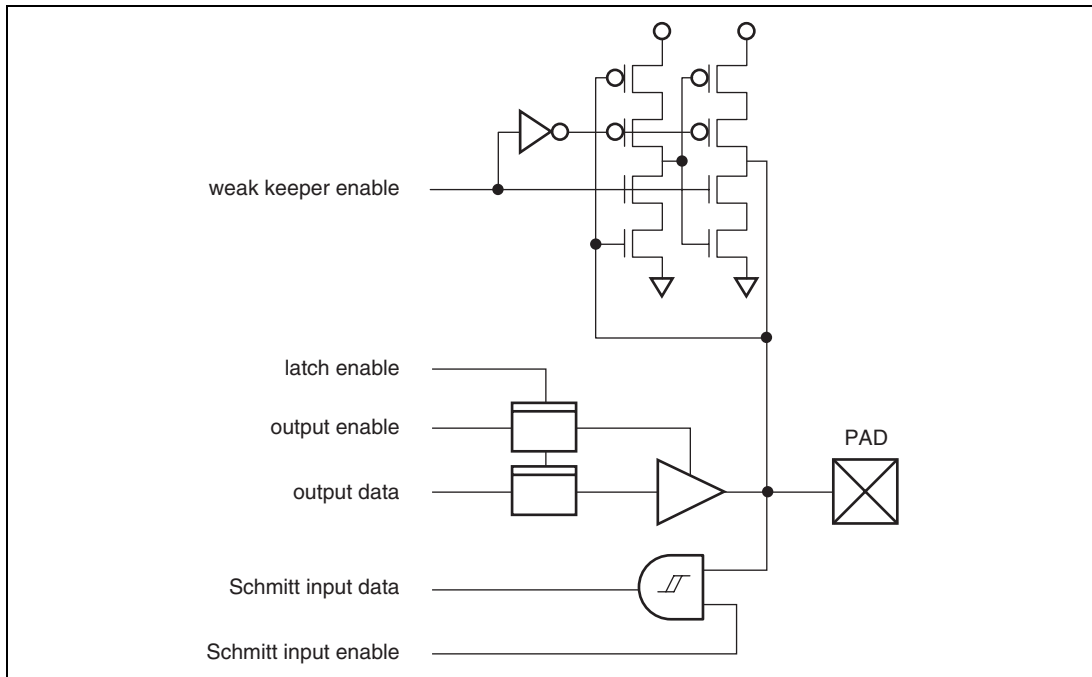 weak keeper enable
latch enable
output enable
PAD
output data
Schmitt input data
Schmitt input enable